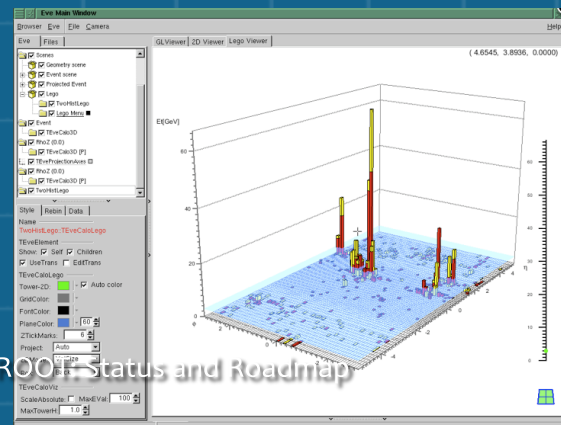 Eve Main Window
Browser Eve File Camera Help
Eve Files
GLViewer 2D Viewer Lego Viewer
( 4.6545, 3.8936, 0.0000)
Scenes
Geometry scene
Event scene
Projected Event
Lego
TwoHistLego
Lego Menu
Event
TEveCalo3D
RhoZ (0.0)
TEveCalo3D [P]
TEveProjectionAxes
RhoZ (0.0)
TEveCalo3D [P]
TwoHistLego
Et[GeV]
60
40
20
0
Φ
η
Style Rebin Data
Name
TwoHistLego::TEveCaloLego
TEveElement
Show: Self Children
UseTrans EditTrans
TEveCaloLego
Tower-2D: Auto color
GridColor:
FontColor:
PlaneColor: 60
ZTickMarks: 6
Project: Auto
ROOT: Status and Roadmap
TEveCaloViz
ScaleAbsolute: MaxEVal: 100
MaxTowerH: 1.0